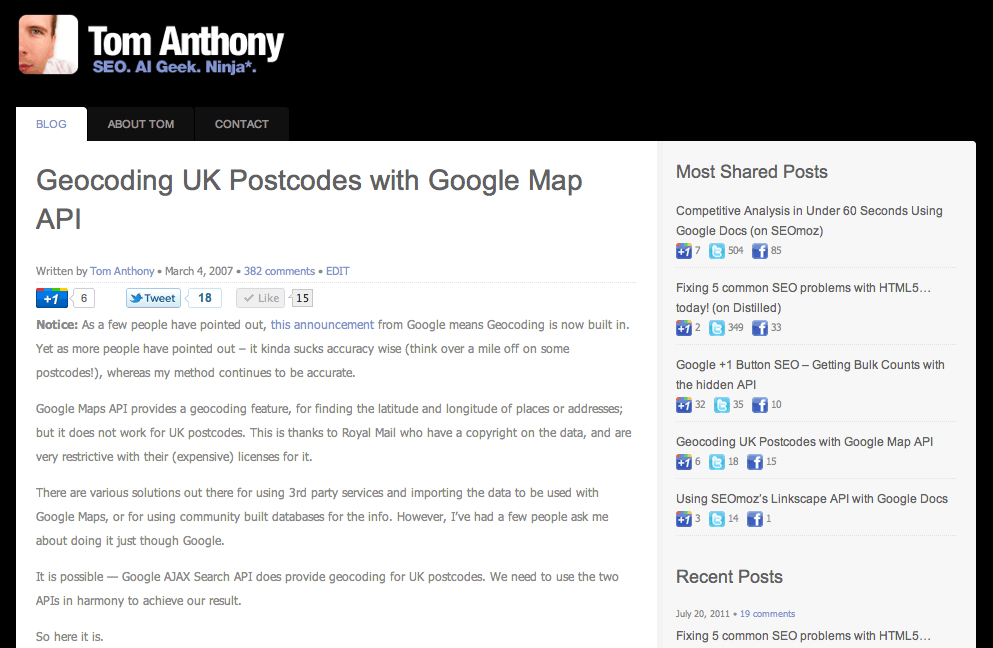 Tom Anthony
SEO. AI Geek. Ninja*.
BLOG
ABOUT TOM
CONTACT
Geocoding UK Postcodes with Google Map
API
Written by Tom Anthony • March 4, 2007 • 382 comments • EDIT
+1 6 Tweet 18 Like 15
Notice: As a few people have pointed out, this announcement from Google means Geocoding is now built in.
Yet as more people have pointed out – it kinda sucks accuracy wise (think over a mile off on some
postcodes!), whereas my method continues to be accurate.
Google Maps API provides a geocoding feature, for finding the latitude and longitude of places or addresses;
but it does not work for UK postcodes. This is thanks to Royal Mail who have a copyright on the data, and are
very restrictive with their (expensive) licenses for it.
There are various solutions out there for using 3rd party services and importing the data to be used with
Google Maps, or for using community built databases for the info. However, I've had a few people ask me
about doing it just though Google.
It is possible — Google AJAX Search API does provide geocoding for UK postcodes. We need to use the two
APIs in harmony to achieve our result.
So here it is.
Most Shared Posts
Competitive Analysis in Under 60 Seconds Using
Google Docs (on SEOmoz)
+1 7 t 504 f 85
Fixing 5 common SEO problems with HTML5…
today! (on Distilled)
+1 2 t 349 f 33
Google +1 Button SEO – Getting Bulk Counts with
the hidden API
+1 32 t 35 f 10
Geocoding UK Postcodes with Google Map API
+1 6 t 18 f 15
Using SEOmoz's Linkscape API with Google Docs
+1 3 t 14 f 1
Recent Posts
July 20, 2011 • 19 comments
Fixing 5 common SEO problems with HTML5…